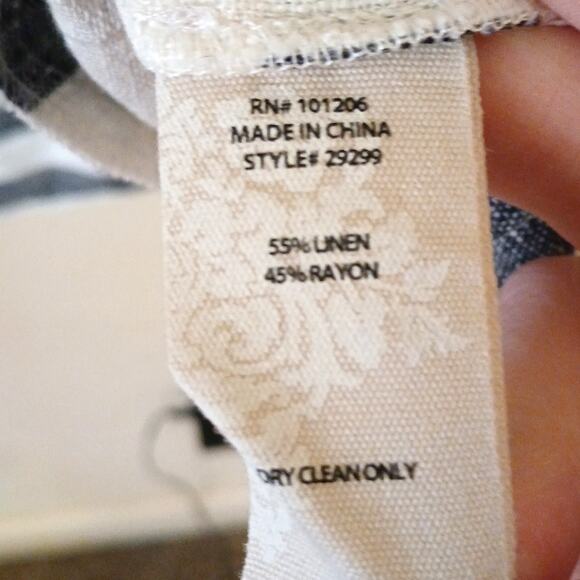 RN# 101206
MADE IN CHINA
STYLE# 29299
55% LINEN
45% RAYON
DRY CLEAN ONLY